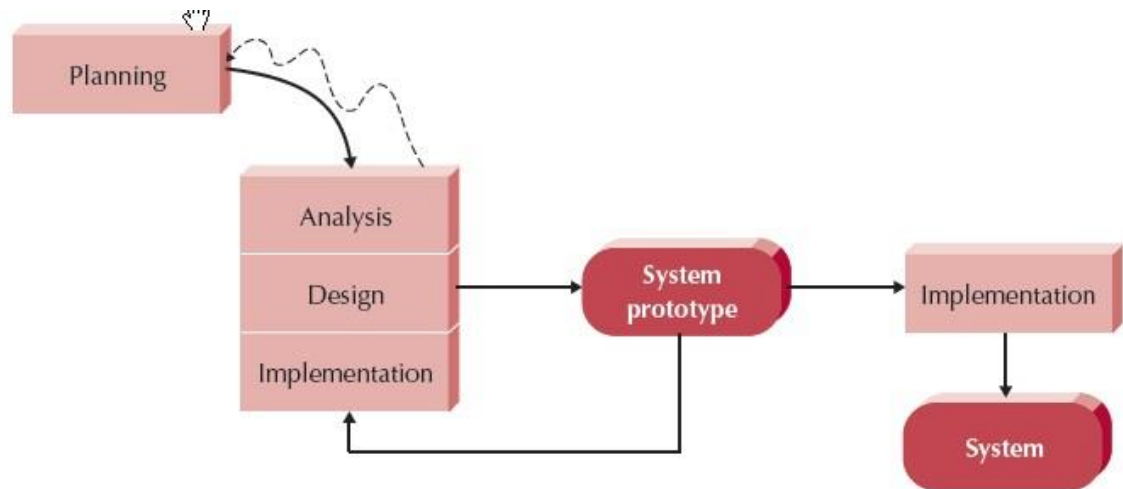 Planning
Analysis
Design
Implementation
System
prototype
Implementation
System